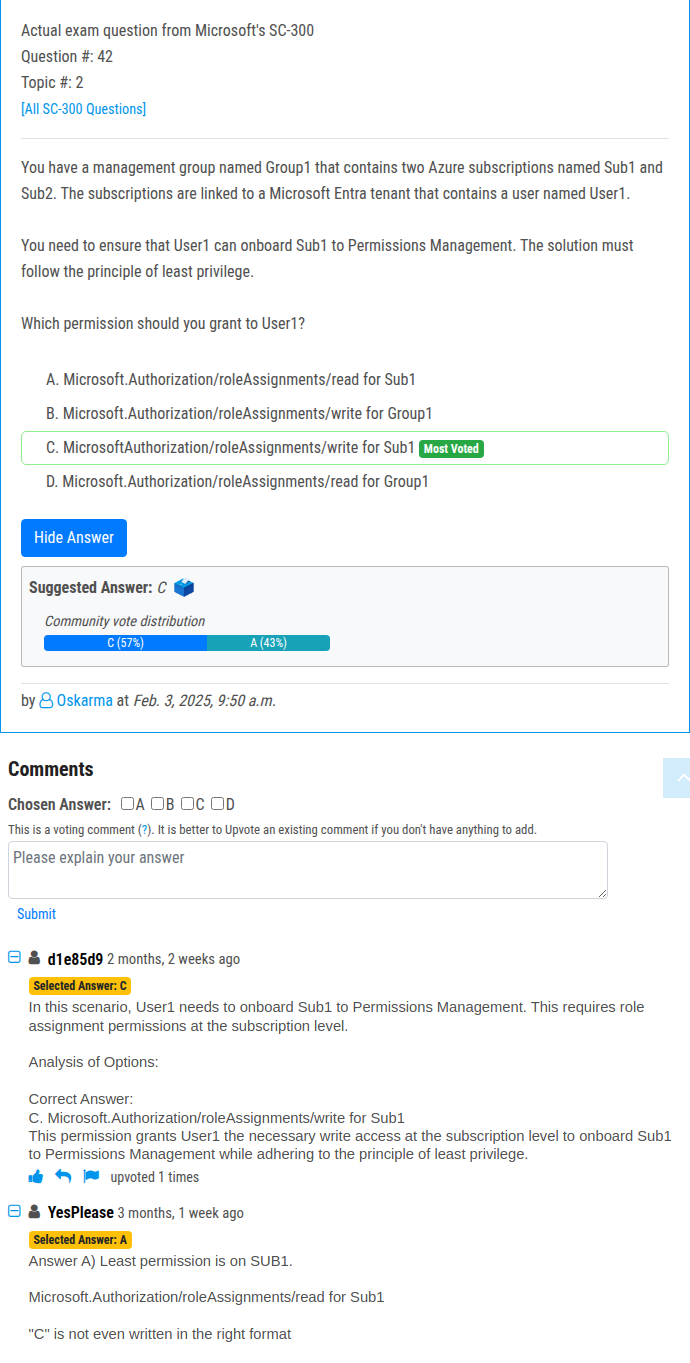 Actual exam question from Microsoft's SC-300
Question #: 42
Topic #: 2
[All SC-300 Questions]
You have a management group named Group1 that contains two Azure subscriptions named Sub1 and
Sub2. The subscriptions are linked to a Microsoft Entra tenant that contains a user named User1.
You need to ensure that User1 can onboard Sub1 to Permissions Management. The solution must
follow the principle of least privilege.
Which permission should you grant to User1?
A. Microsoft.Authorization/roleAssignments/read for Sub1
B. Microsoft.Authorization/roleAssignments/write for Group1
C. MicrosoftAuthorization/roleAssignments/write for Sub1 Most Voted
D. Microsoft.Authorization/roleAssignments/read for Group1
Hide Answer
Suggested Answer: C
Community vote distribution
C (57%) A (43%)
by Oskarma at Feb. 3, 2025, 9:50 a.m.
Comments
Chosen Answer: A B C D
This is a voting comment (?). It is better to Upvote an existing comment if you don't have anything to add.
Please explain your answer
Submit
d1e85d9 2 months, 2 weeks ago
Selected Answer: C
In this scenario, User1 needs to onboard Sub1 to Permissions Management. This requires role
assignment permissions at the subscription level.
Analysis of Options:
Correct Answer:
C. Microsoft.Authorization/roleAssignments/write for Sub1
This permission grants User1 the necessary write access at the subscription level to onboard Sub1
to Permissions Management while adhering to the principle of least privilege.
upvoted 1 times
YesPlease 3 months, 1 week ago
Selected Answer: A
Answer A) Least permission is on SUB1.
Microsoft.Authorization/roleAssignments/read for Sub1
"C" is not even written in the right format